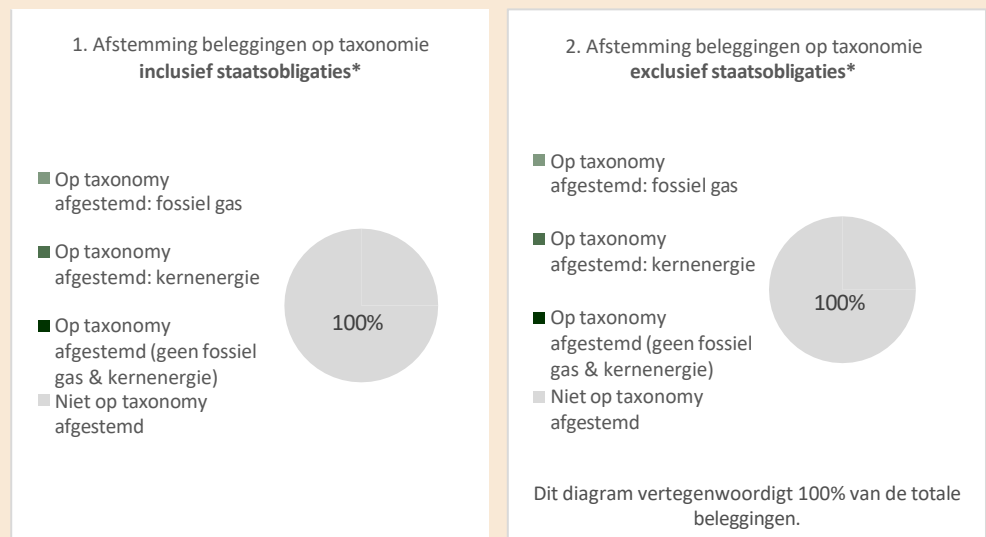 1. Afstemming beleggingen op taxonomie
inclusief staatsobligaties*
Op taxonomy
afgestemd: fossiel gas
Op taxonomy
afgestemd: kernenergie
Op taxonomy
afgestemd (geen fossiel
gas & kernenergie)
Niet op taxonomy
afgestemd
100%
2. Afstemming beleggingen op taxonomie
exclusief staatsobligaties*
Op taxonomy
afgestemd: fossiel gas
Op taxonomy
afgestemd: kernenergie
Op taxonomy
afgestemd (geen fossiel
gas & kernenergie)
Niet op taxonomy
afgestemd
100%
Dit diagram vertegenwoordigt 100% van de totale
beleggingen.